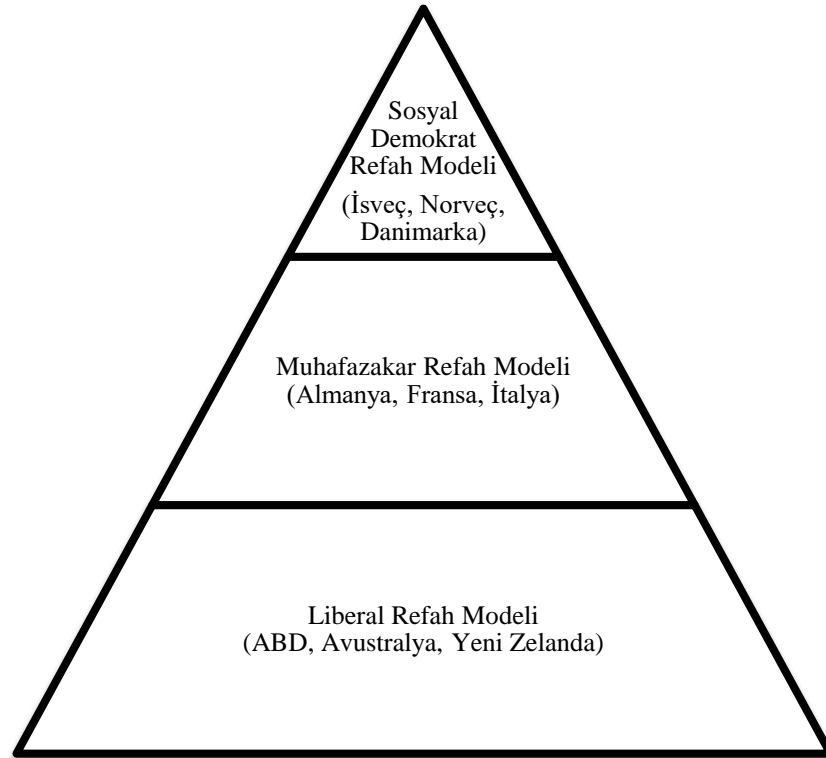 Sosyal
Demokrat
Refah Modeli
(İsveç, Norveç,
Danimarka)
Muhafazakar Refah Modeli
(Almanya, Fransa, İtalya)
Liberal Refah Modeli
(ABD, Avustralya, Yeni Zelanda)